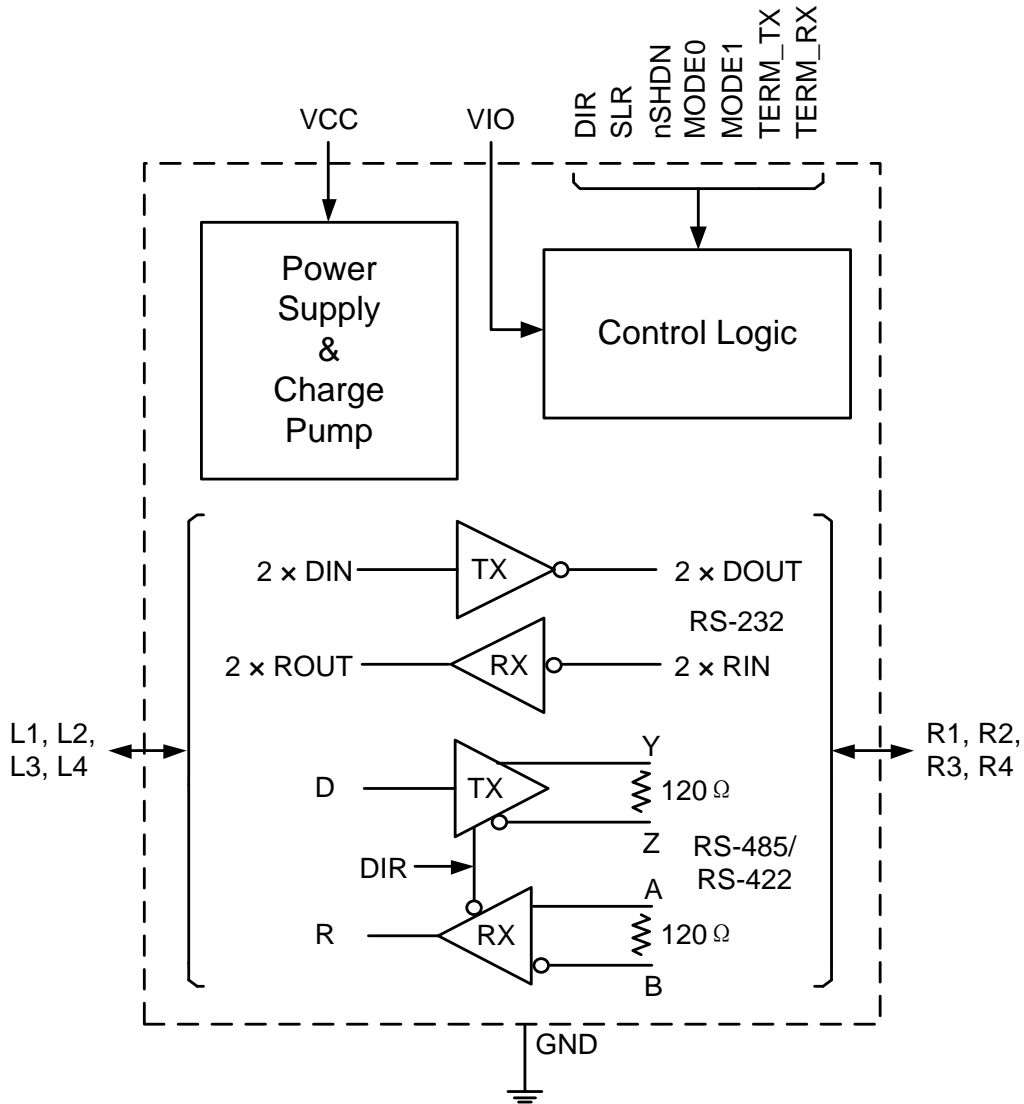 DIR
SLR
nSHDN
MODE0
MODE1
TERM_TX
TERM_RX
VCC
VIO
Power
Supply
&
Charge
Pump
Control Logic
2 × DIN
TX
2 × DOUT
RS-232
2 × ROUT
RX
2 × RIN
L1, L2,
L3, L4
R1, R2,
R3, R4
Y
D
TX
120 Ω
Z
RS-485/
RS-422
DIR
A
R
RX
120 Ω
B
GND